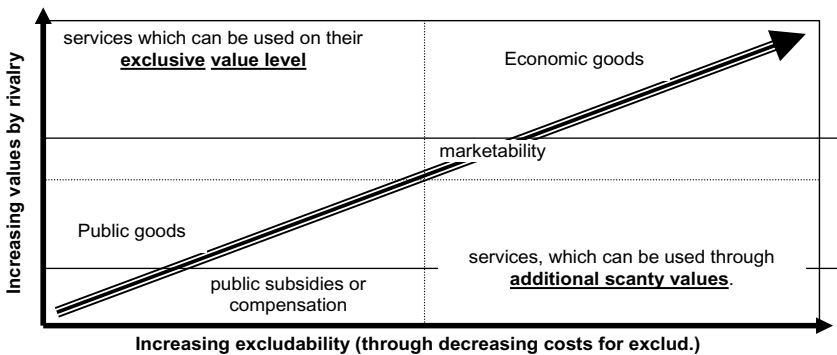 services which can be used on their
exclusive value level
Economic goods
Increasing values by rivalry
marketability
Public goods
services, which can be used through
additional scanty values.
public subsidies or
compensation
Increasing excludability (through decreasing costs for exclud.)